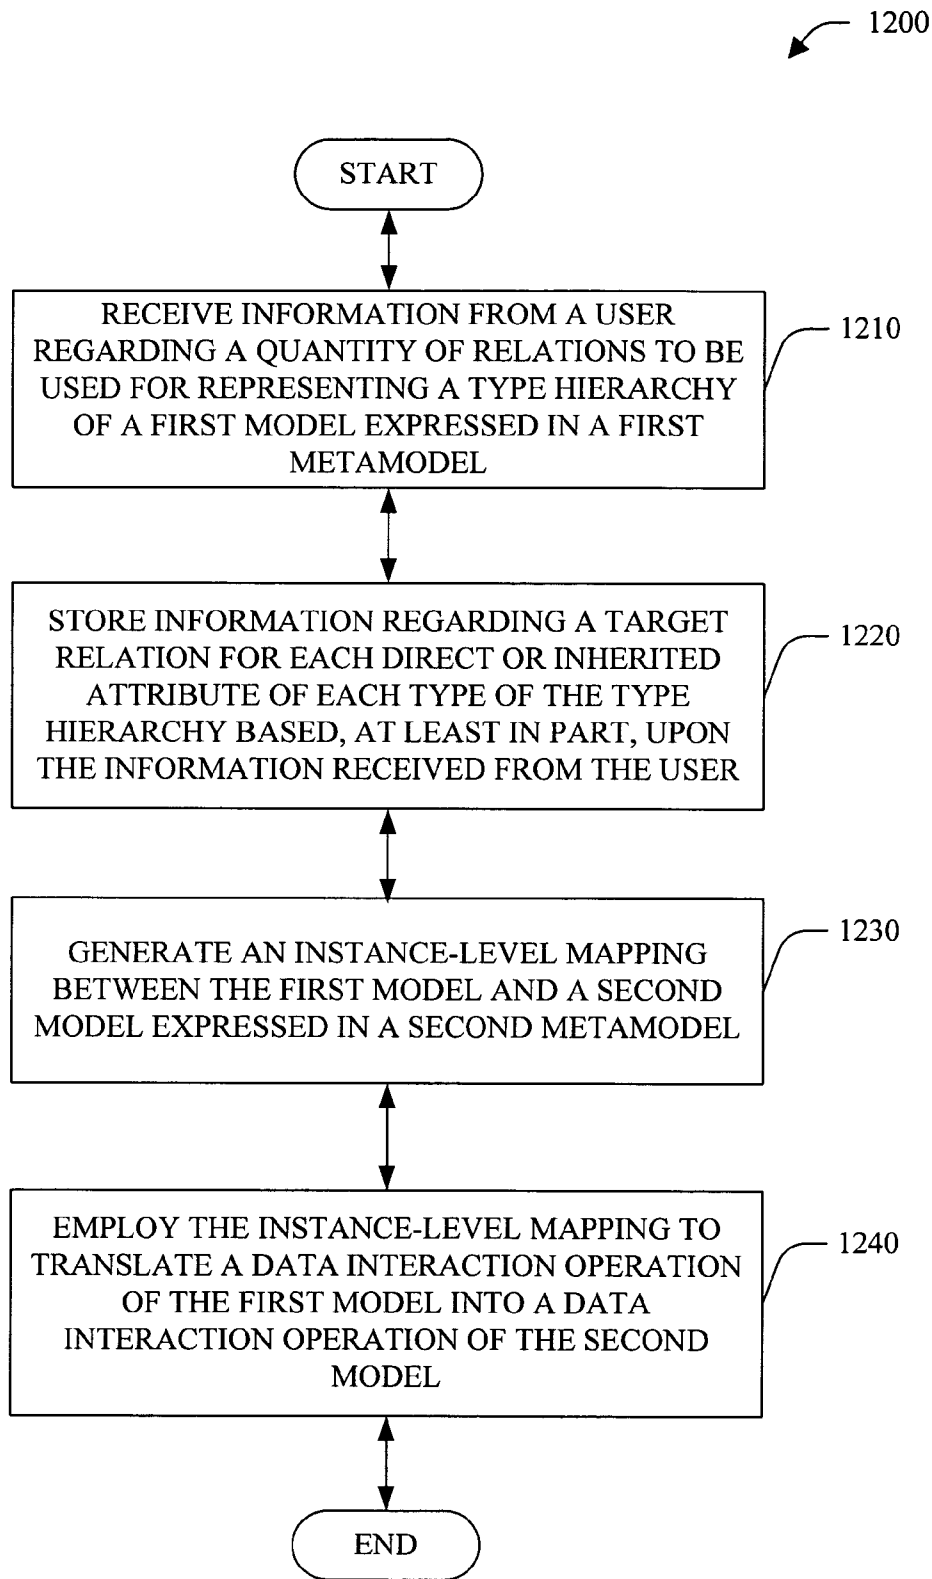 1200
START
RECEIVE INFORMATION FROM A USER
REGARDING A QUANTITY OF RELATIONS TO BE
USED FOR REPRESENTING A TYPE HIERARCHY
OF A FIRST MODEL EXPRESSED IN A FIRST
METAMODEL
1210
STORE INFORMATION REGARDING A TARGET
RELATION FOR EACH DIRECT OR INHERITED
ATTRIBUTE OF EACH TYPE OF THE TYPE
HIERARCHY BASED, AT LEAST IN PART, UPON
THE INFORMATION RECEIVED FROM THE USER
1220
GENERATE AN INSTANCE-LEVEL MAPPING
BETWEEN THE FIRST MODEL AND A SECOND
MODEL EXPRESSED IN A SECOND METAMODEL
1230
EMPLOY THE INSTANCE-LEVEL MAPPING TO
TRANSLATE A DATA INTERACTION OPERATION
OF THE FIRST MODEL INTO A DATA
INTERACTION OPERATION OF THE SECOND
MODEL
1240
END